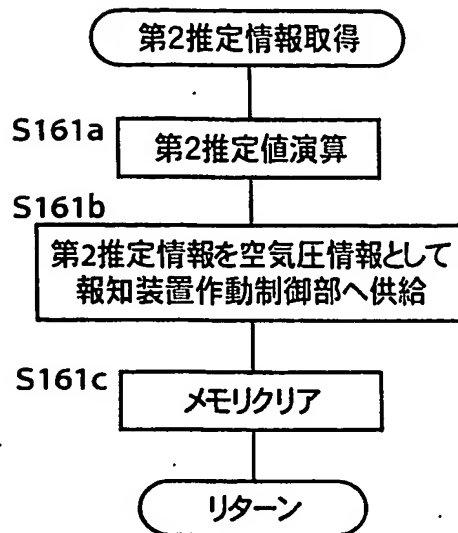 第2推定情報取得
S161a
第2推定値演算
S161b
第2推定情報を空気圧情報として
報知装置作動制御部へ供給
S161c
メモリクリア
リターン